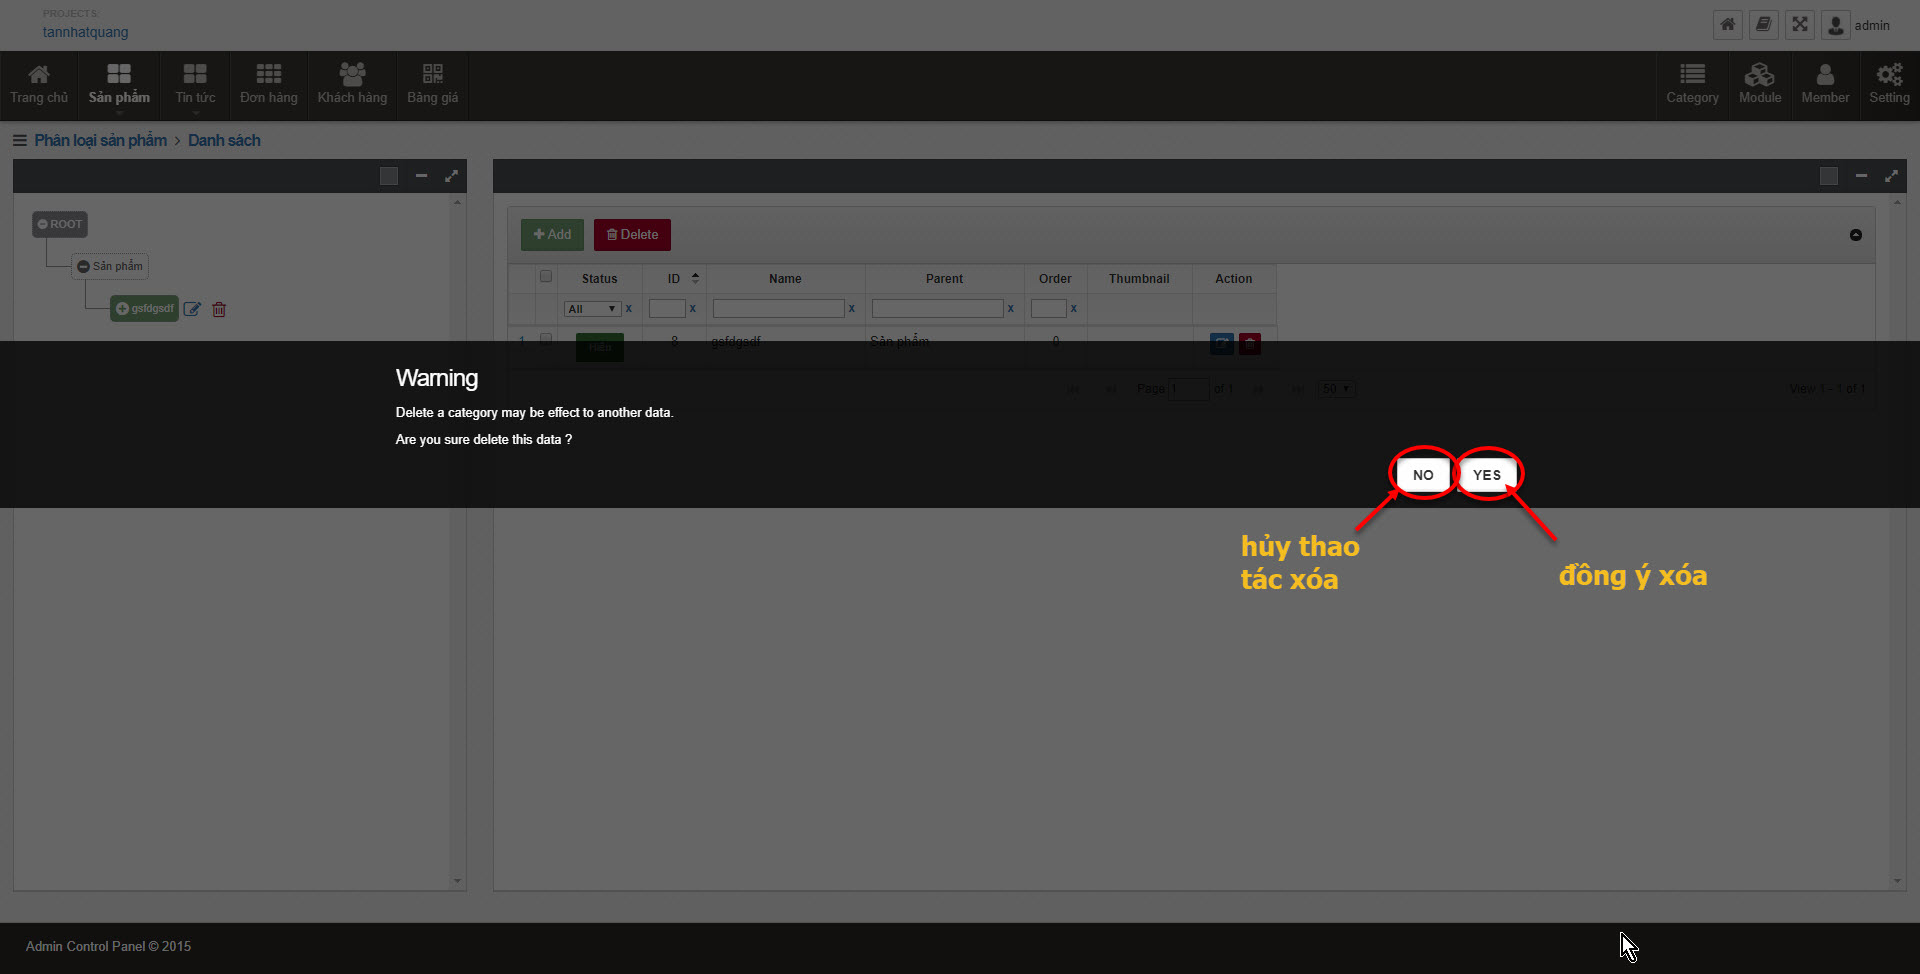 PROJECTS:
tannhatquang
admin
Trang chủ
Sản phẩm
Tin tức
Đơn hàng
Khách hàng
Bảng giá
Category
Module
Member
Setting
Phân loại sản phẩm > Danh sách
ROOT
Sản phẩm
gsfdgsdf
Add
Delete
Status ID Name Parent Order Thumbnail Action
All x x x x x
1 Hiện 8 gsfdgsdf Sản phẩm 0
Page 1 of 1 50 View 1 - 1 of 1
Warning
Delete a category may be effect to another data.
Are you sure delete this data ?
NO YES
hủy thao
tác xóa
đồng ý xóa
Admin Control Panel © 2015